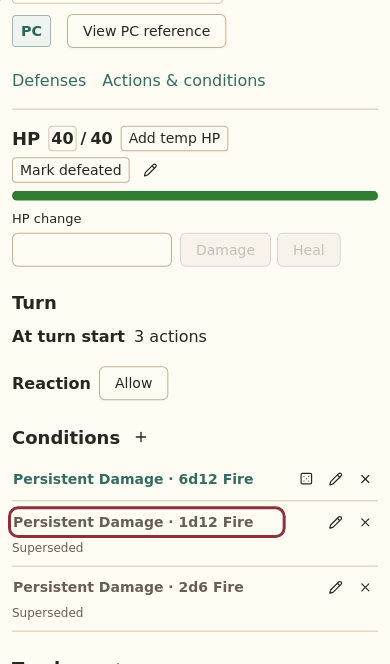 PC View PC reference
Defenses Actions & conditions
HP 40 / 40 Add temp HP
Mark defeated
HP change
Damage Heal
Turn
At turn start 3 actions
Reaction Allow
Conditions +
Persistent Damage · 6d12 Fire
Persistent Damage · 1d12 Fire
Superseded
Persistent Damage · 2d6 Fire
Superseded